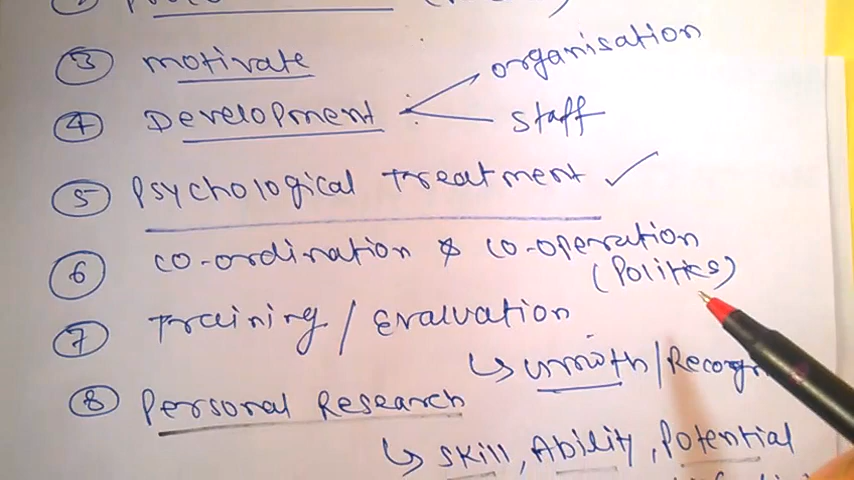 ③ motivate
④ Development
organisation
staff
⑤ Psychological Treatment ✓
⑥ co-ordination & co-operation
(Politics)
⑦ Training / Evaluation
↳ Growth/Recogn
⑧ Personal Research
↳ Skill, Ability, Potential